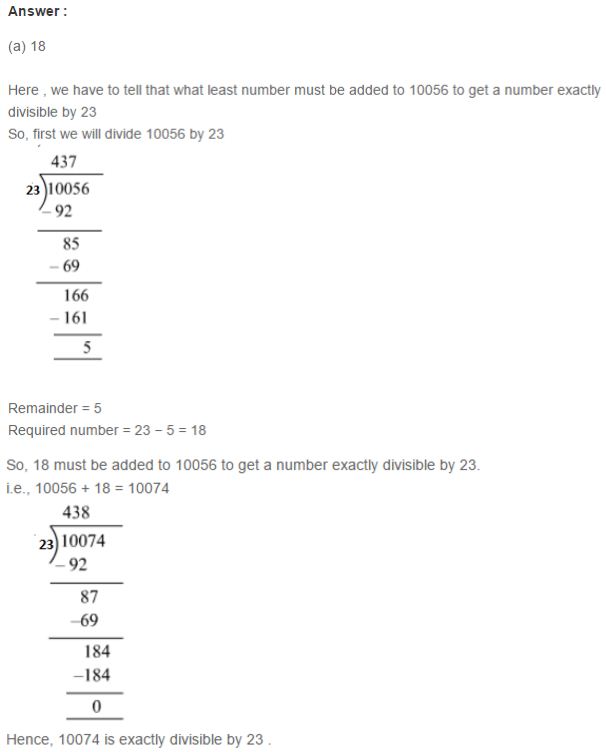 Answer :
(a) 18
Here , we have to tell that what least number must be added to 10056 to get a number exactly
divisible by 23
So, first we will divide 10056 by 23
437
23)10056
– 92
85
– 69
166
– 161
5
Remainder = 5
Required number = 23 – 5 = 18
So, 18 must be added to 10056 to get a number exactly divisible by 23.
i.e., 10056 + 18 = 10074
438
23)10074
– 92
87
–69
184
–184
0
Hence, 10074 is exactly divisible by 23 .